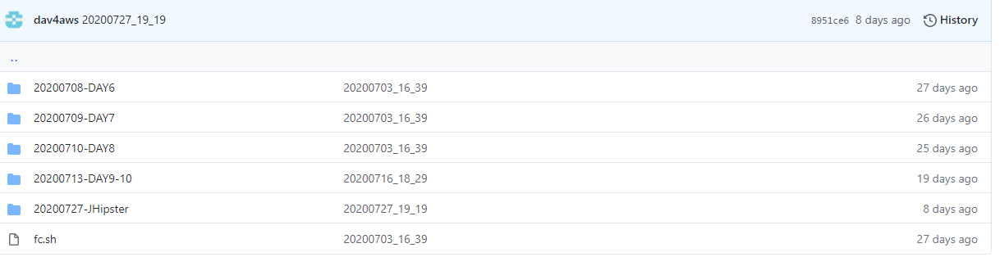 dav4aws 20200727_19_19 8951ce6 8 days ago History
..
20200708-DAY6 20200703_16_39 27 days ago
20200709-DAY7 20200703_16_39 26 days ago
20200710-DAY8 20200703_16_39 25 days ago
20200713-DAY9-10 20200716_18_29 19 days ago
20200727-JHipster 20200727_19_19 8 days ago
fc.sh 20200703_16_39 27 days ago